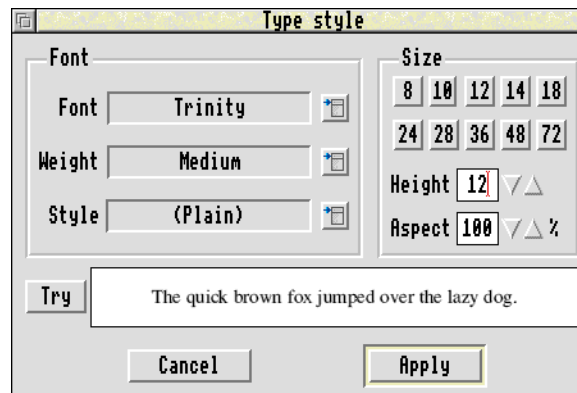 Type style
Font
Font Trinity
Weight Medium
Style (Plain)
Size
8 10 12 14 18
24 28 36 48 72
Height 12
Aspect 100 %
Try The quick brown fox jumped over the lazy dog.
Cancel Apply